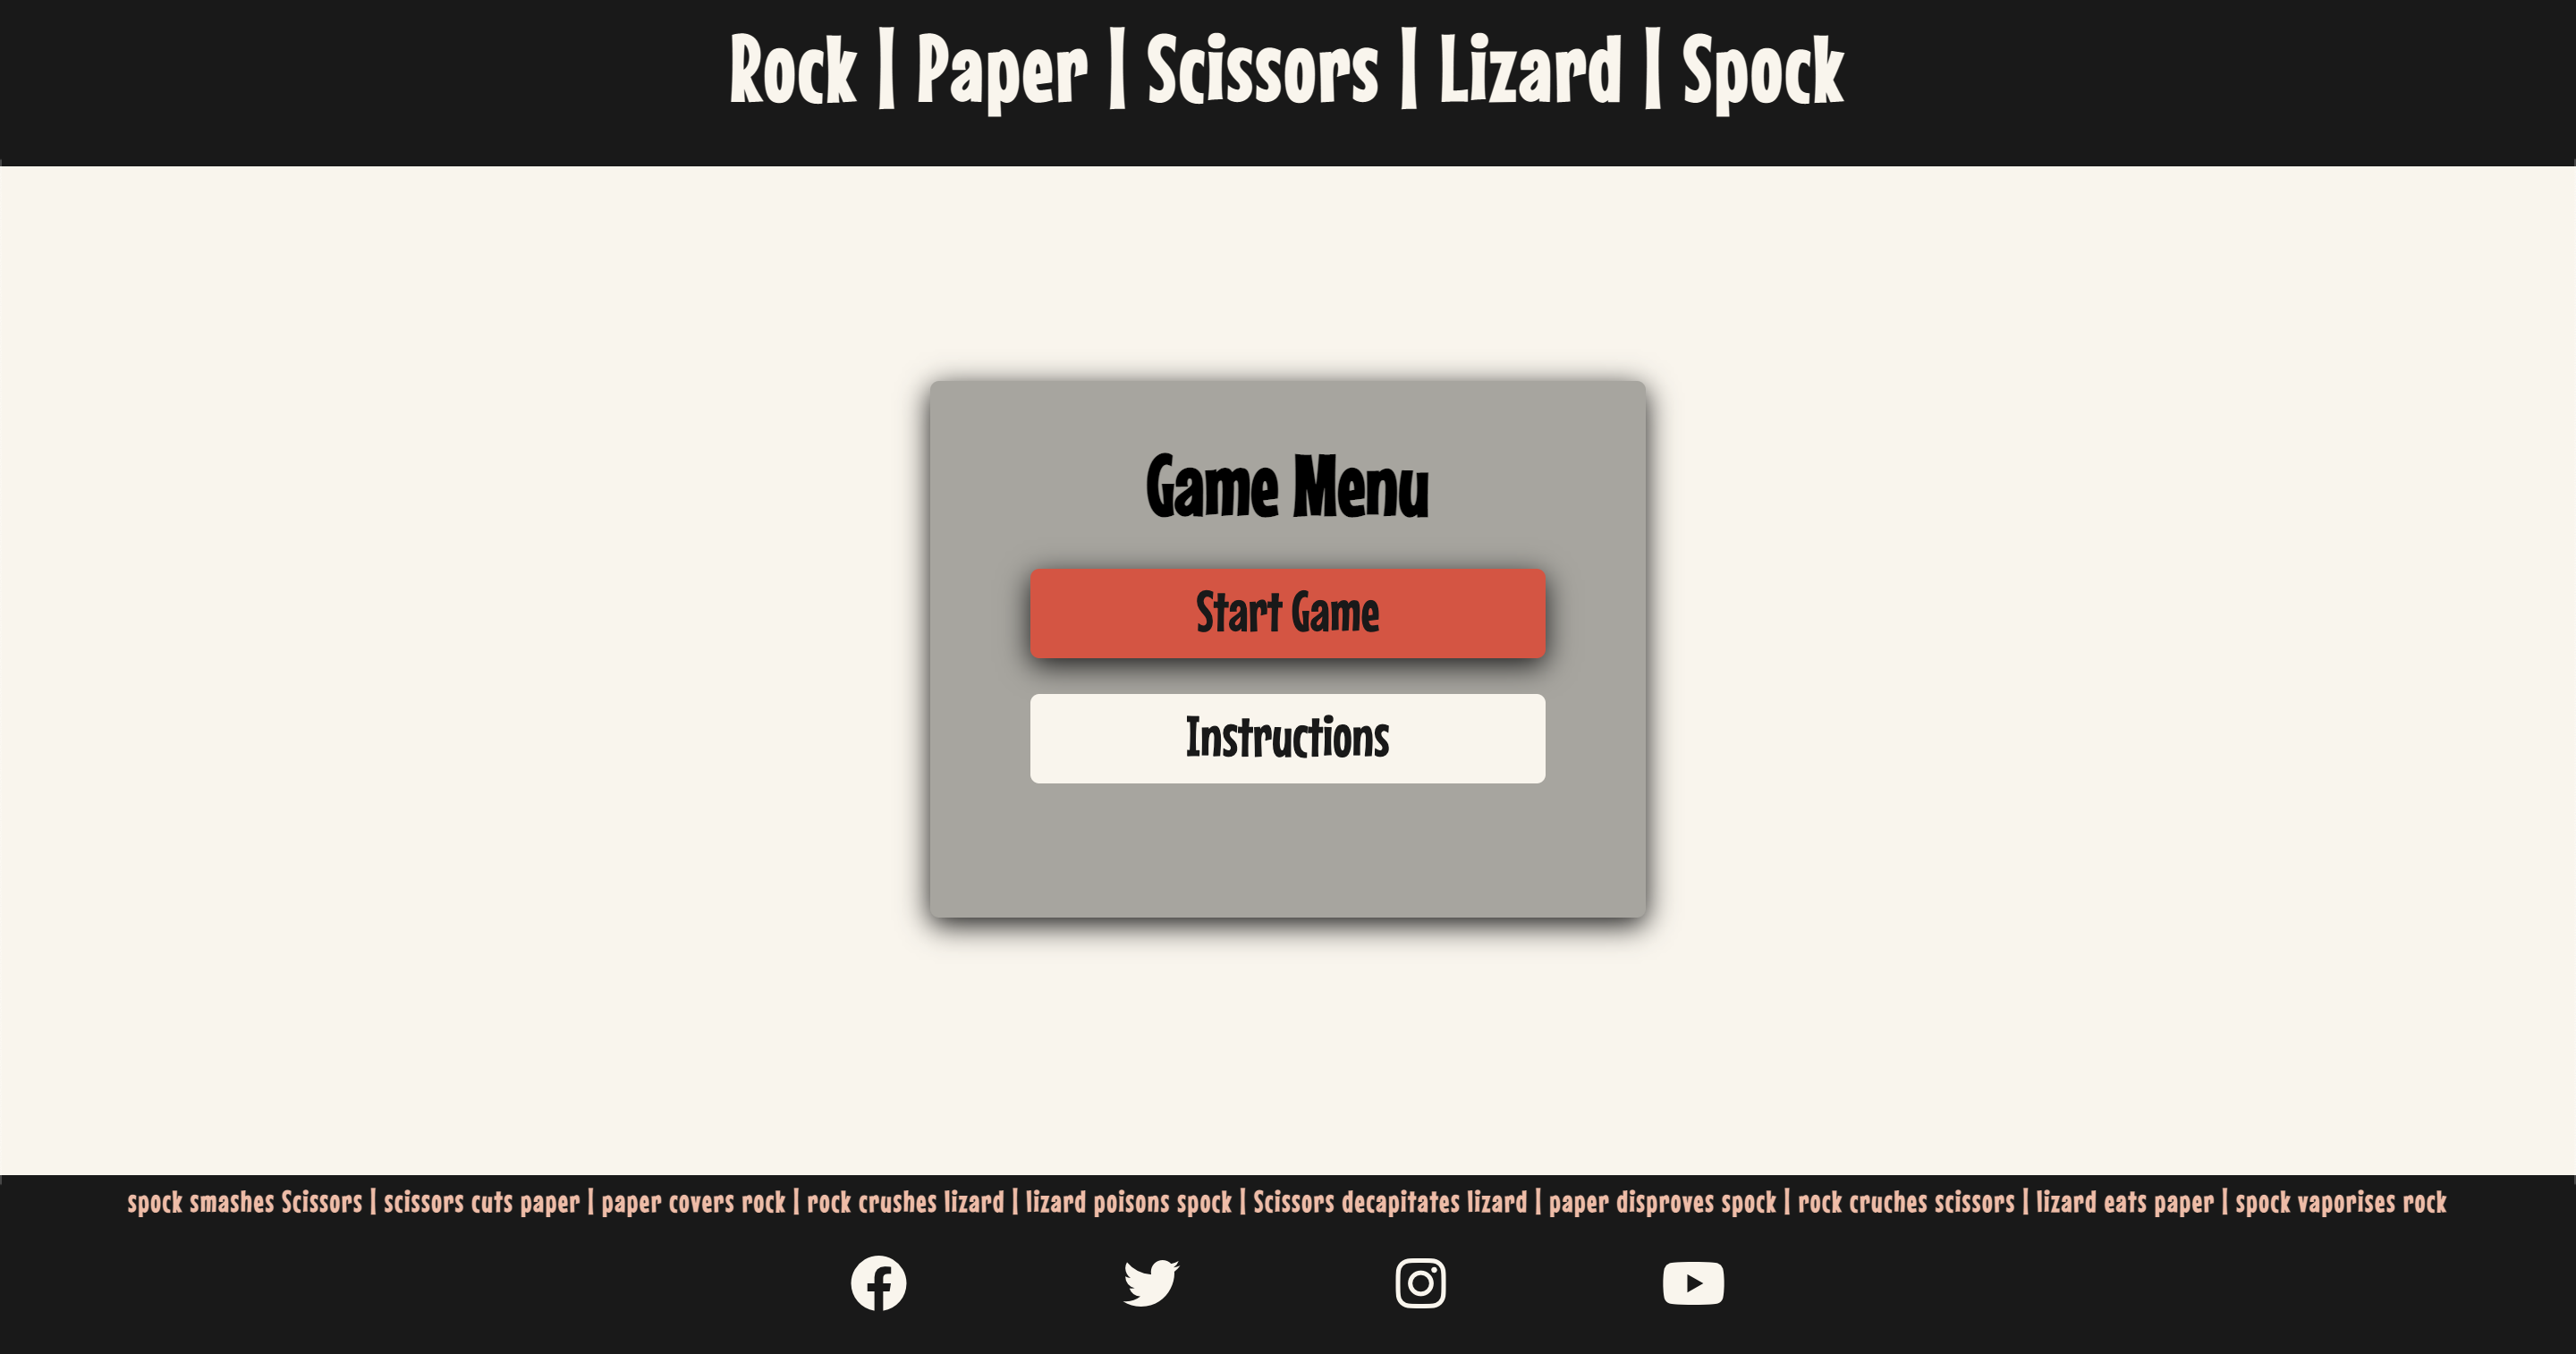 Rock | Paper | Scissors | Lizard | Spock
Game Menu
Start Game
Instructions
spock smashes Scissors | scissors cuts paper | paper covers rock | rock crushes lizard | lizard poisons spock | Scissors decapitates lizard | paper disproves spock | rock cruches scissors | lizard eats paper | spock vaporises rock